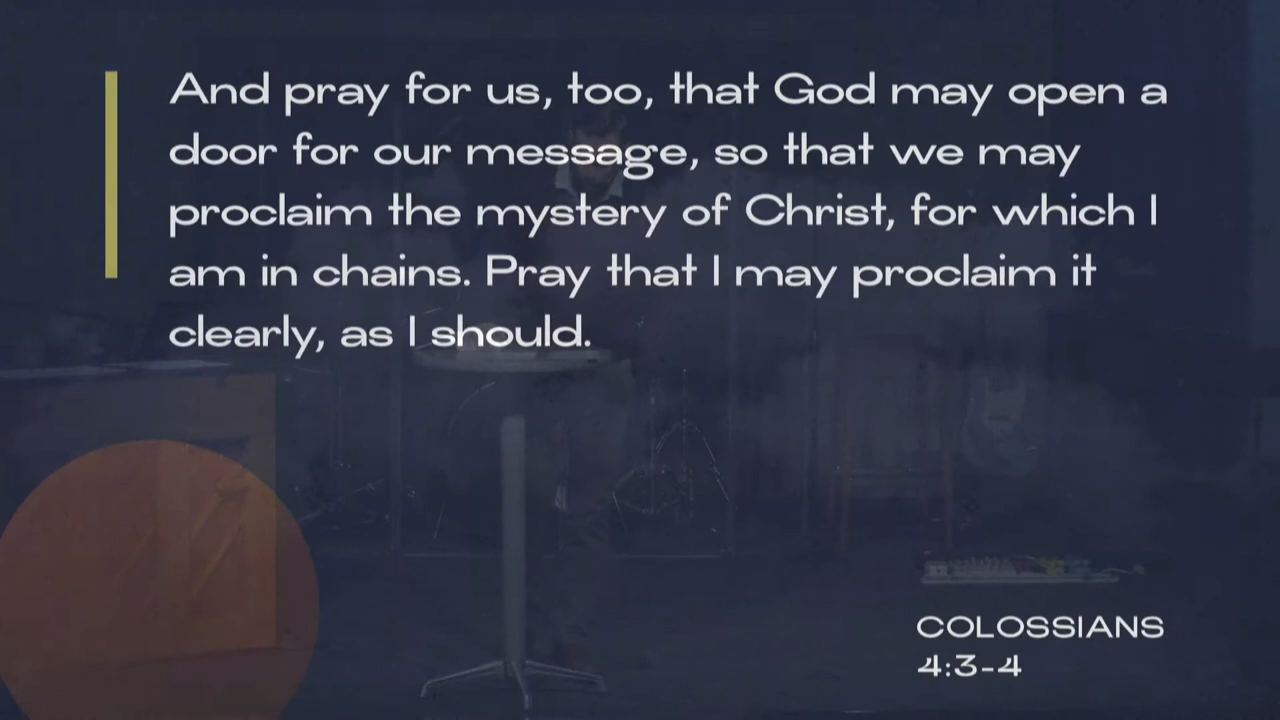 And pray for us, too, that God may open a
door for our message, so that we may
proclaim the mystery of Christ, for which I
am in chains. Pray that I may proclaim it
clearly, as I should.
COLOSSIANS
4:3-4